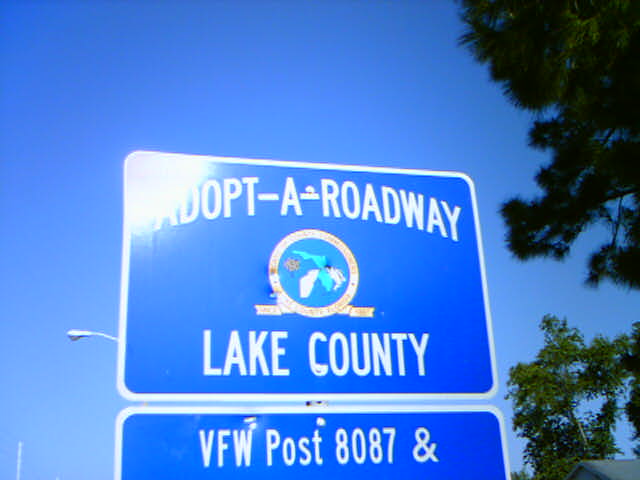 ADOPT-A-ROADWAY
LAKE COUNTY
VFW Post 8087 &